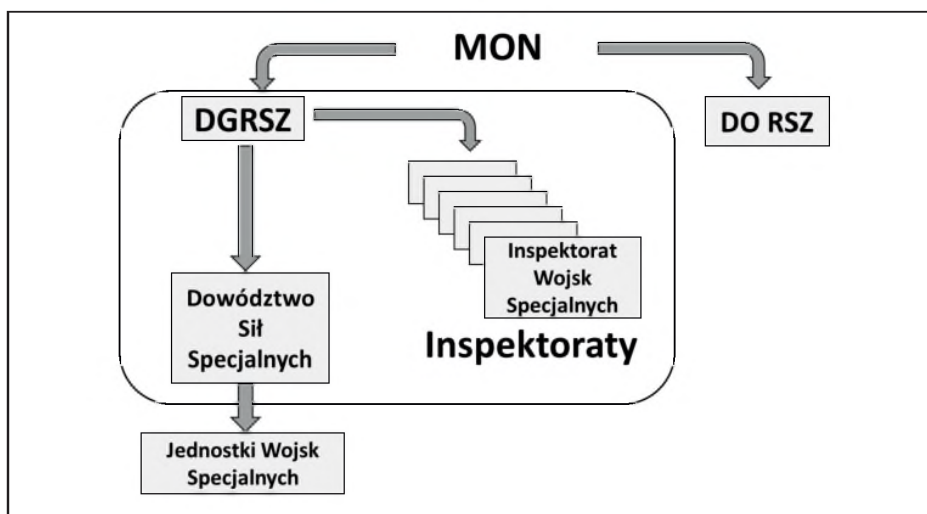 MON
DGRSZ
DO RSZ
Inspektorat
Wojsk
Specjalnych
Inspektoraty
Dowództwo
Sił
Specjalnych
Jednostki Wojsk
Specjalnych